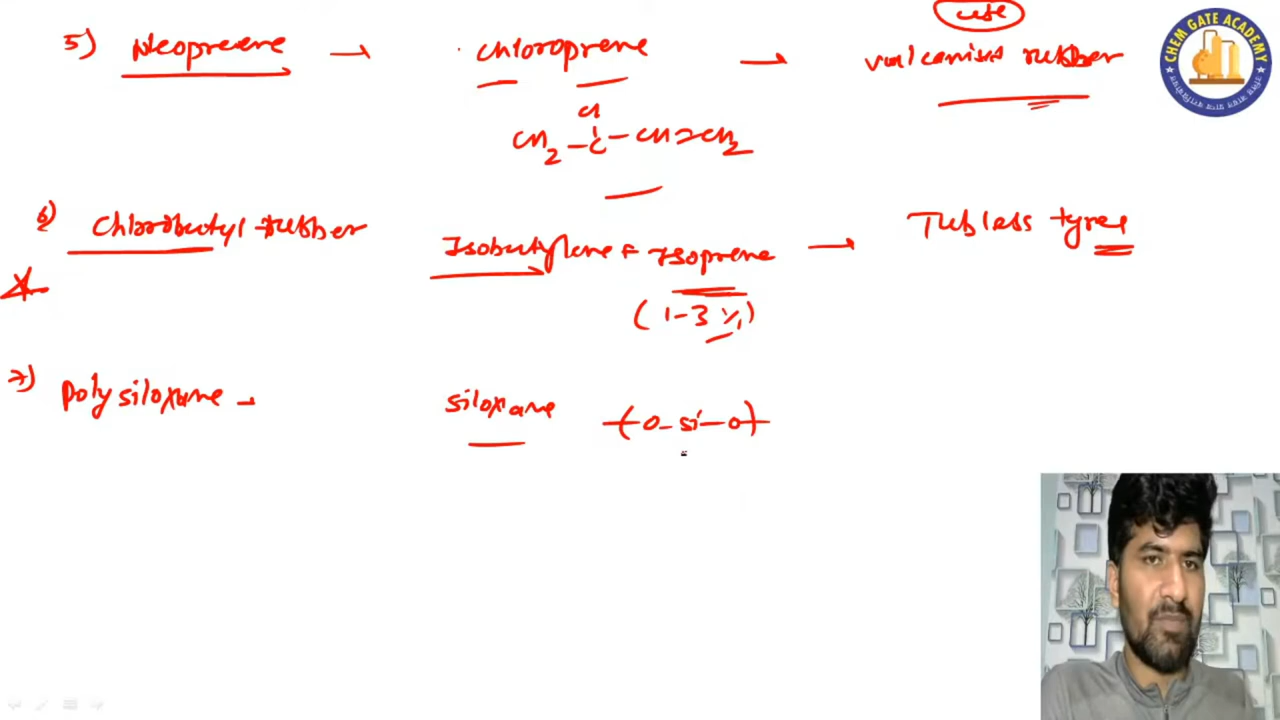 use
5) Neoprene → chloroprene → vulcanised rubber
Cl
CH2 - C - CH = CH2
6) Chlorobutyl rubber Isobutylene + Isoprene → Tubless tyres
(1-3%)
7) Polysiloxane - siloxane (O-Si-O)
CHEM GATE ACADEMY